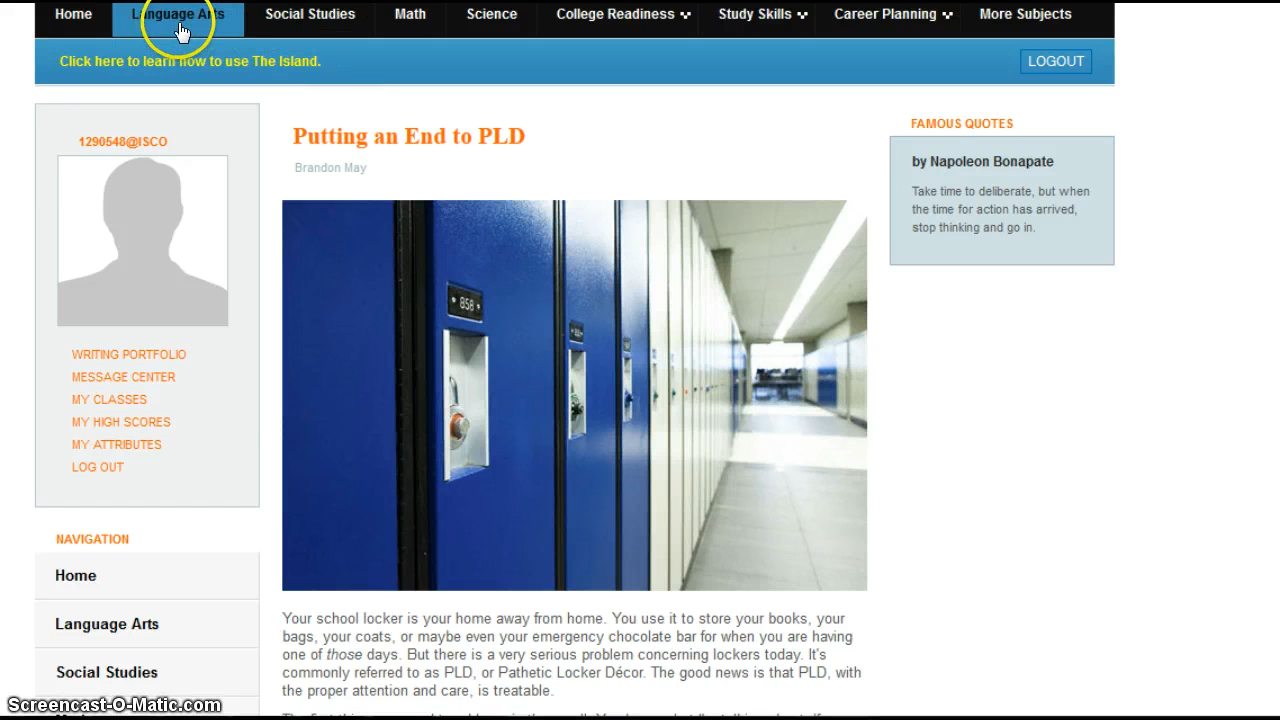 Home Language Arts Social Studies Math Science College Readiness Study Skills Career Planning More Subjects
Click here to learn how to use The Island.
LOGOUT
1290548@ISCO
WRITING PORTFOLIO
MESSAGE CENTER
MY CLASSES
MY HIGH SCORES
MY ATTRIBUTES
LOG OUT
NAVIGATION
Home
Language Arts
Social Studies
Putting an End to PLD
Brandon May
858
Your school locker is your home away from home. You use it to store your books, your
bags, your coats, or maybe even your emergency chocolate bar for when you are having
one of those days. But there is a very serious problem concerning lockers today. It's
commonly referred to as PLD, or Pathetic Locker Décor. The good news is that PLD, with
the proper attention and care, is treatable.
FAMOUS QUOTES
by Napoleon Bonapate
Take time to deliberate, but when
the time for action has arrived,
stop thinking and go in.
Screencast-O-Matic.com